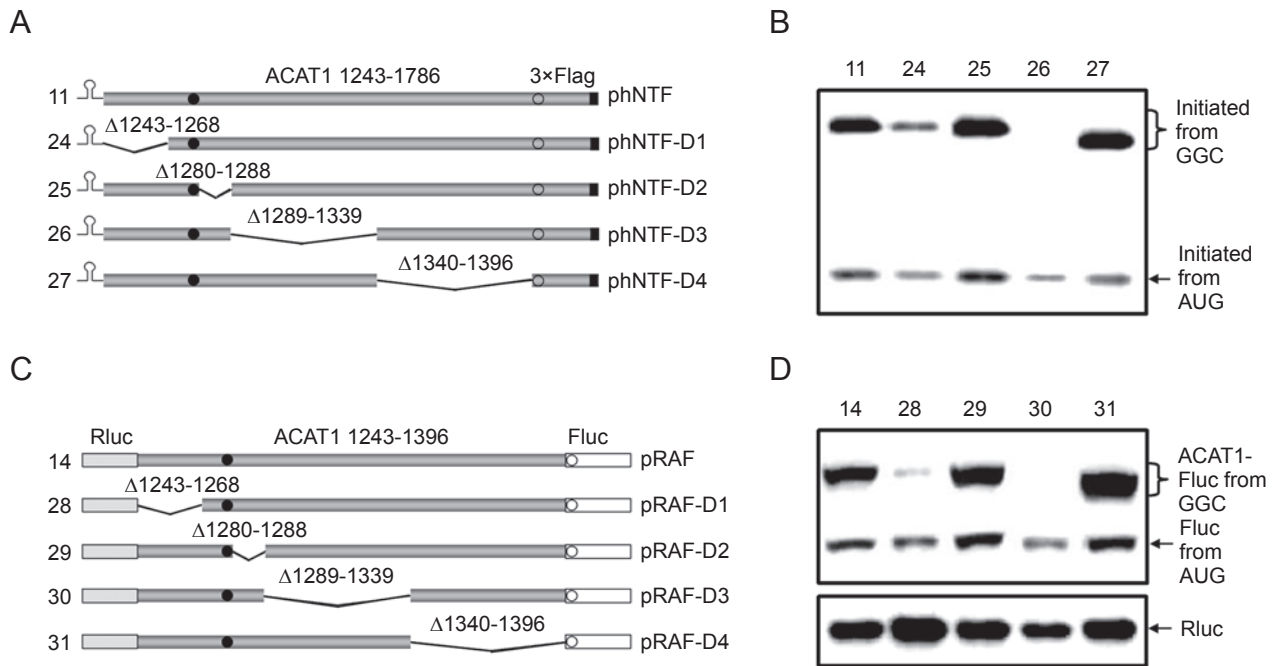 A
ACAT1 1243-1786 3×Flag
11 phNTF
Δ1243-1268
24 phNTF-D1
Δ1280-1288
25 phNTF-D2
Δ1289-1339
26 phNTF-D3
Δ1340-1396
27 phNTF-D4
B
11 24 25 26 27
Initiated
from
GGC
Initiated
from
AUG
C
Rluc ACAT1 1243-1396 Fluc
14 pRAF
Δ1243-1268
28 pRAF-D1
Δ1280-1288
29 pRAF-D2
Δ1289-1339
30 pRAF-D3
Δ1340-1396
31 pRAF-D4
D
14 28 29 30 31
ACAT1-
Fluc from
GGC
Fluc
from
AUG
Rluc